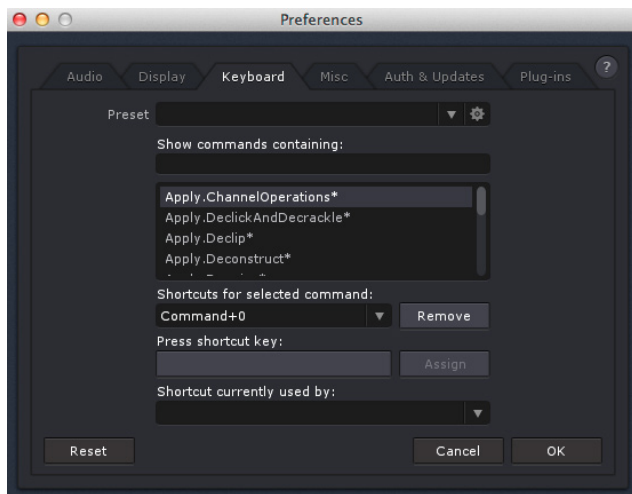 Preferences
Audio Display Keyboard Misc Auth & Updates Plug-ins ?
Preset
Show commands containing:
Apply.ChannelOperations*
Apply.DeclickAndDecrackle*
Apply.Declip*
Apply.Deconstruct*
Shortcuts for selected command:
Command+0 Remove
Press shortcut key:
Assign
Shortcut currently used by:
Reset Cancel OK